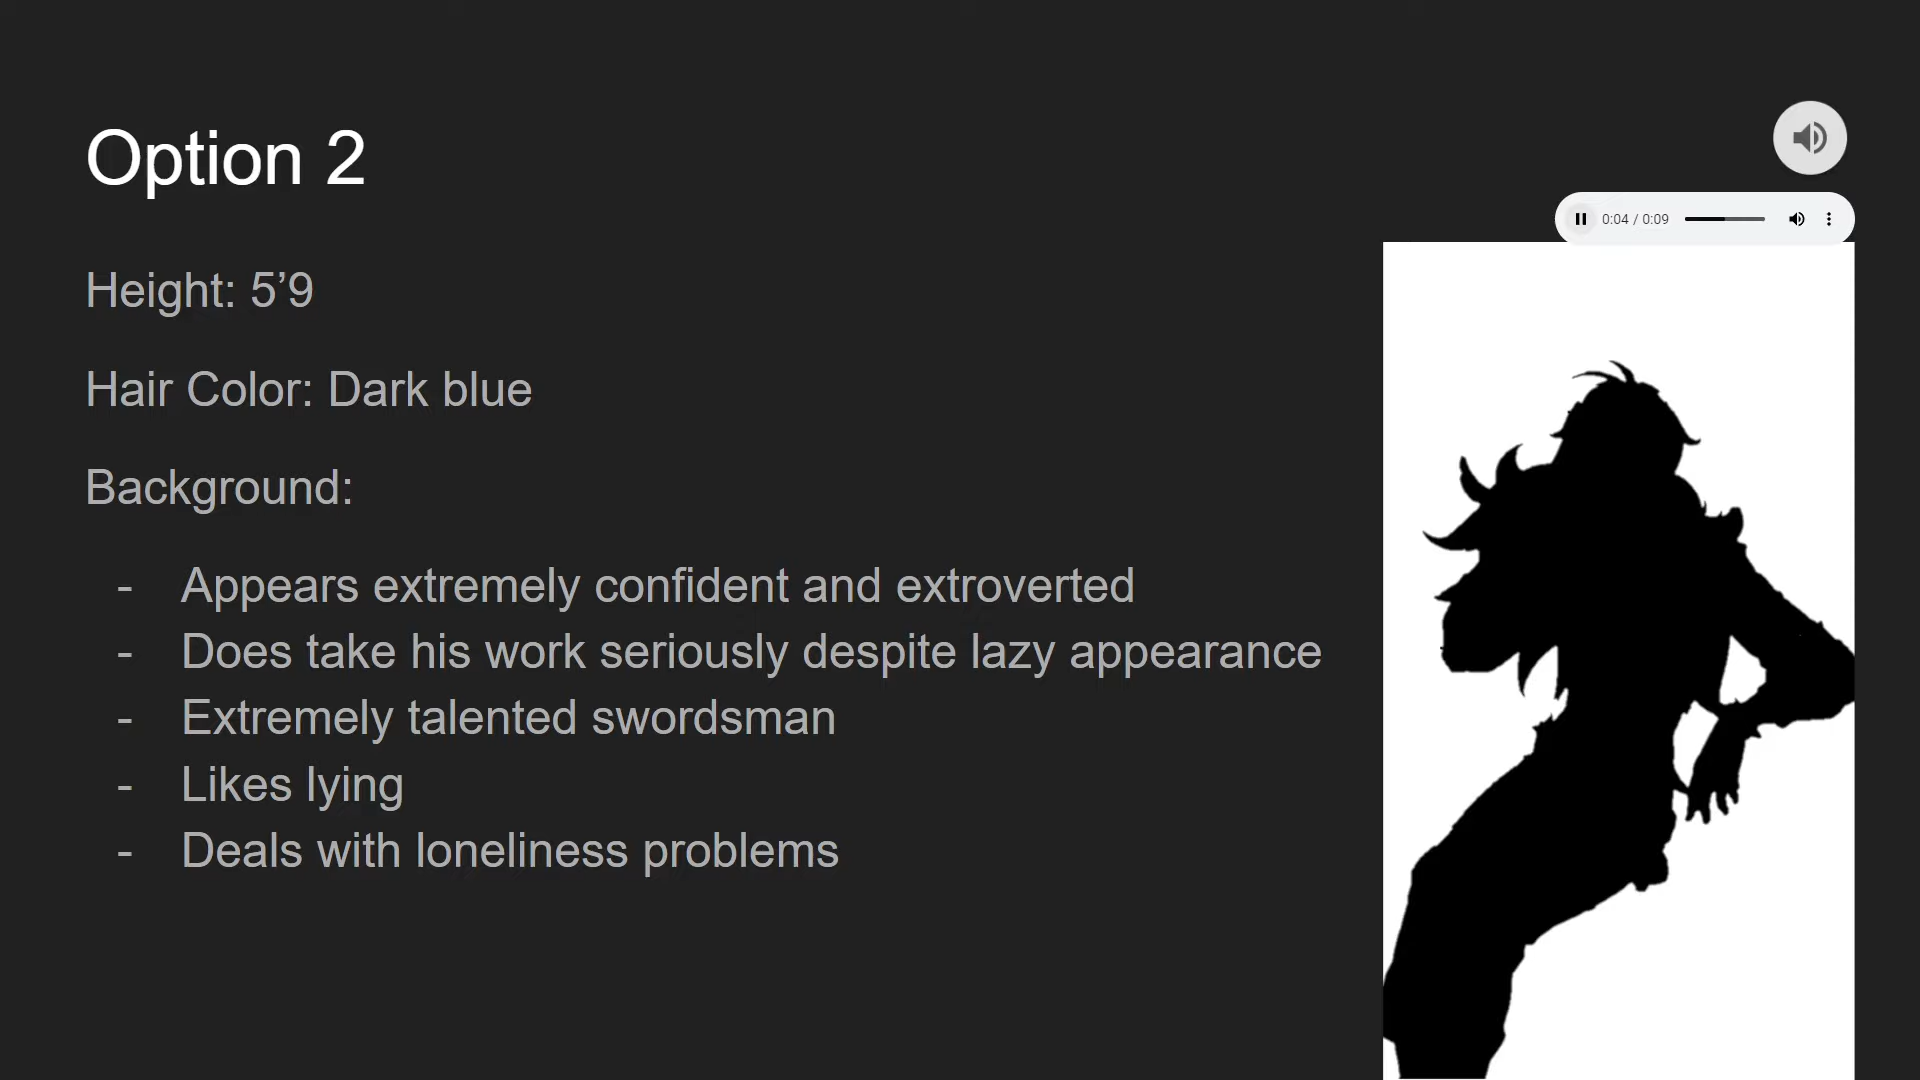 Option 2
0:04 / 0:09
Height: 5’9
Hair Color: Dark blue
Background:
- Appears extremely confident and extroverted
- Does take his work seriously despite lazy appearance
- Extremely talented swordsman
- Likes lying
- Deals with loneliness problems